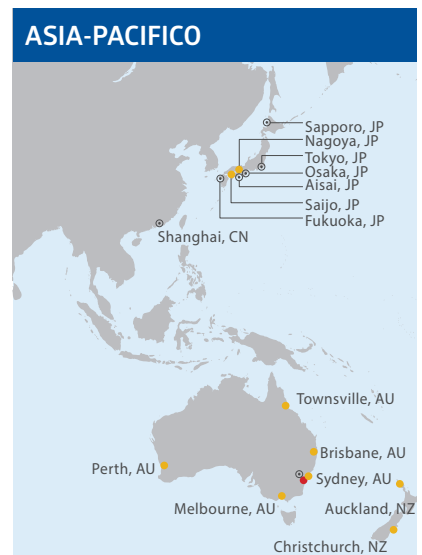 ASIA-PACIFICO
Sapporo, JP
Nagoya, JP
Tokyo, JP
Osaka, JP
Aisai, JP
Saijo, JP
Fukuoka, JP
Shanghai, CN
Townsville, AU
Brisbane, AU
Perth, AU
Sydney, AU
Melbourne, AU
Auckland, NZ
Christchurch, NZ